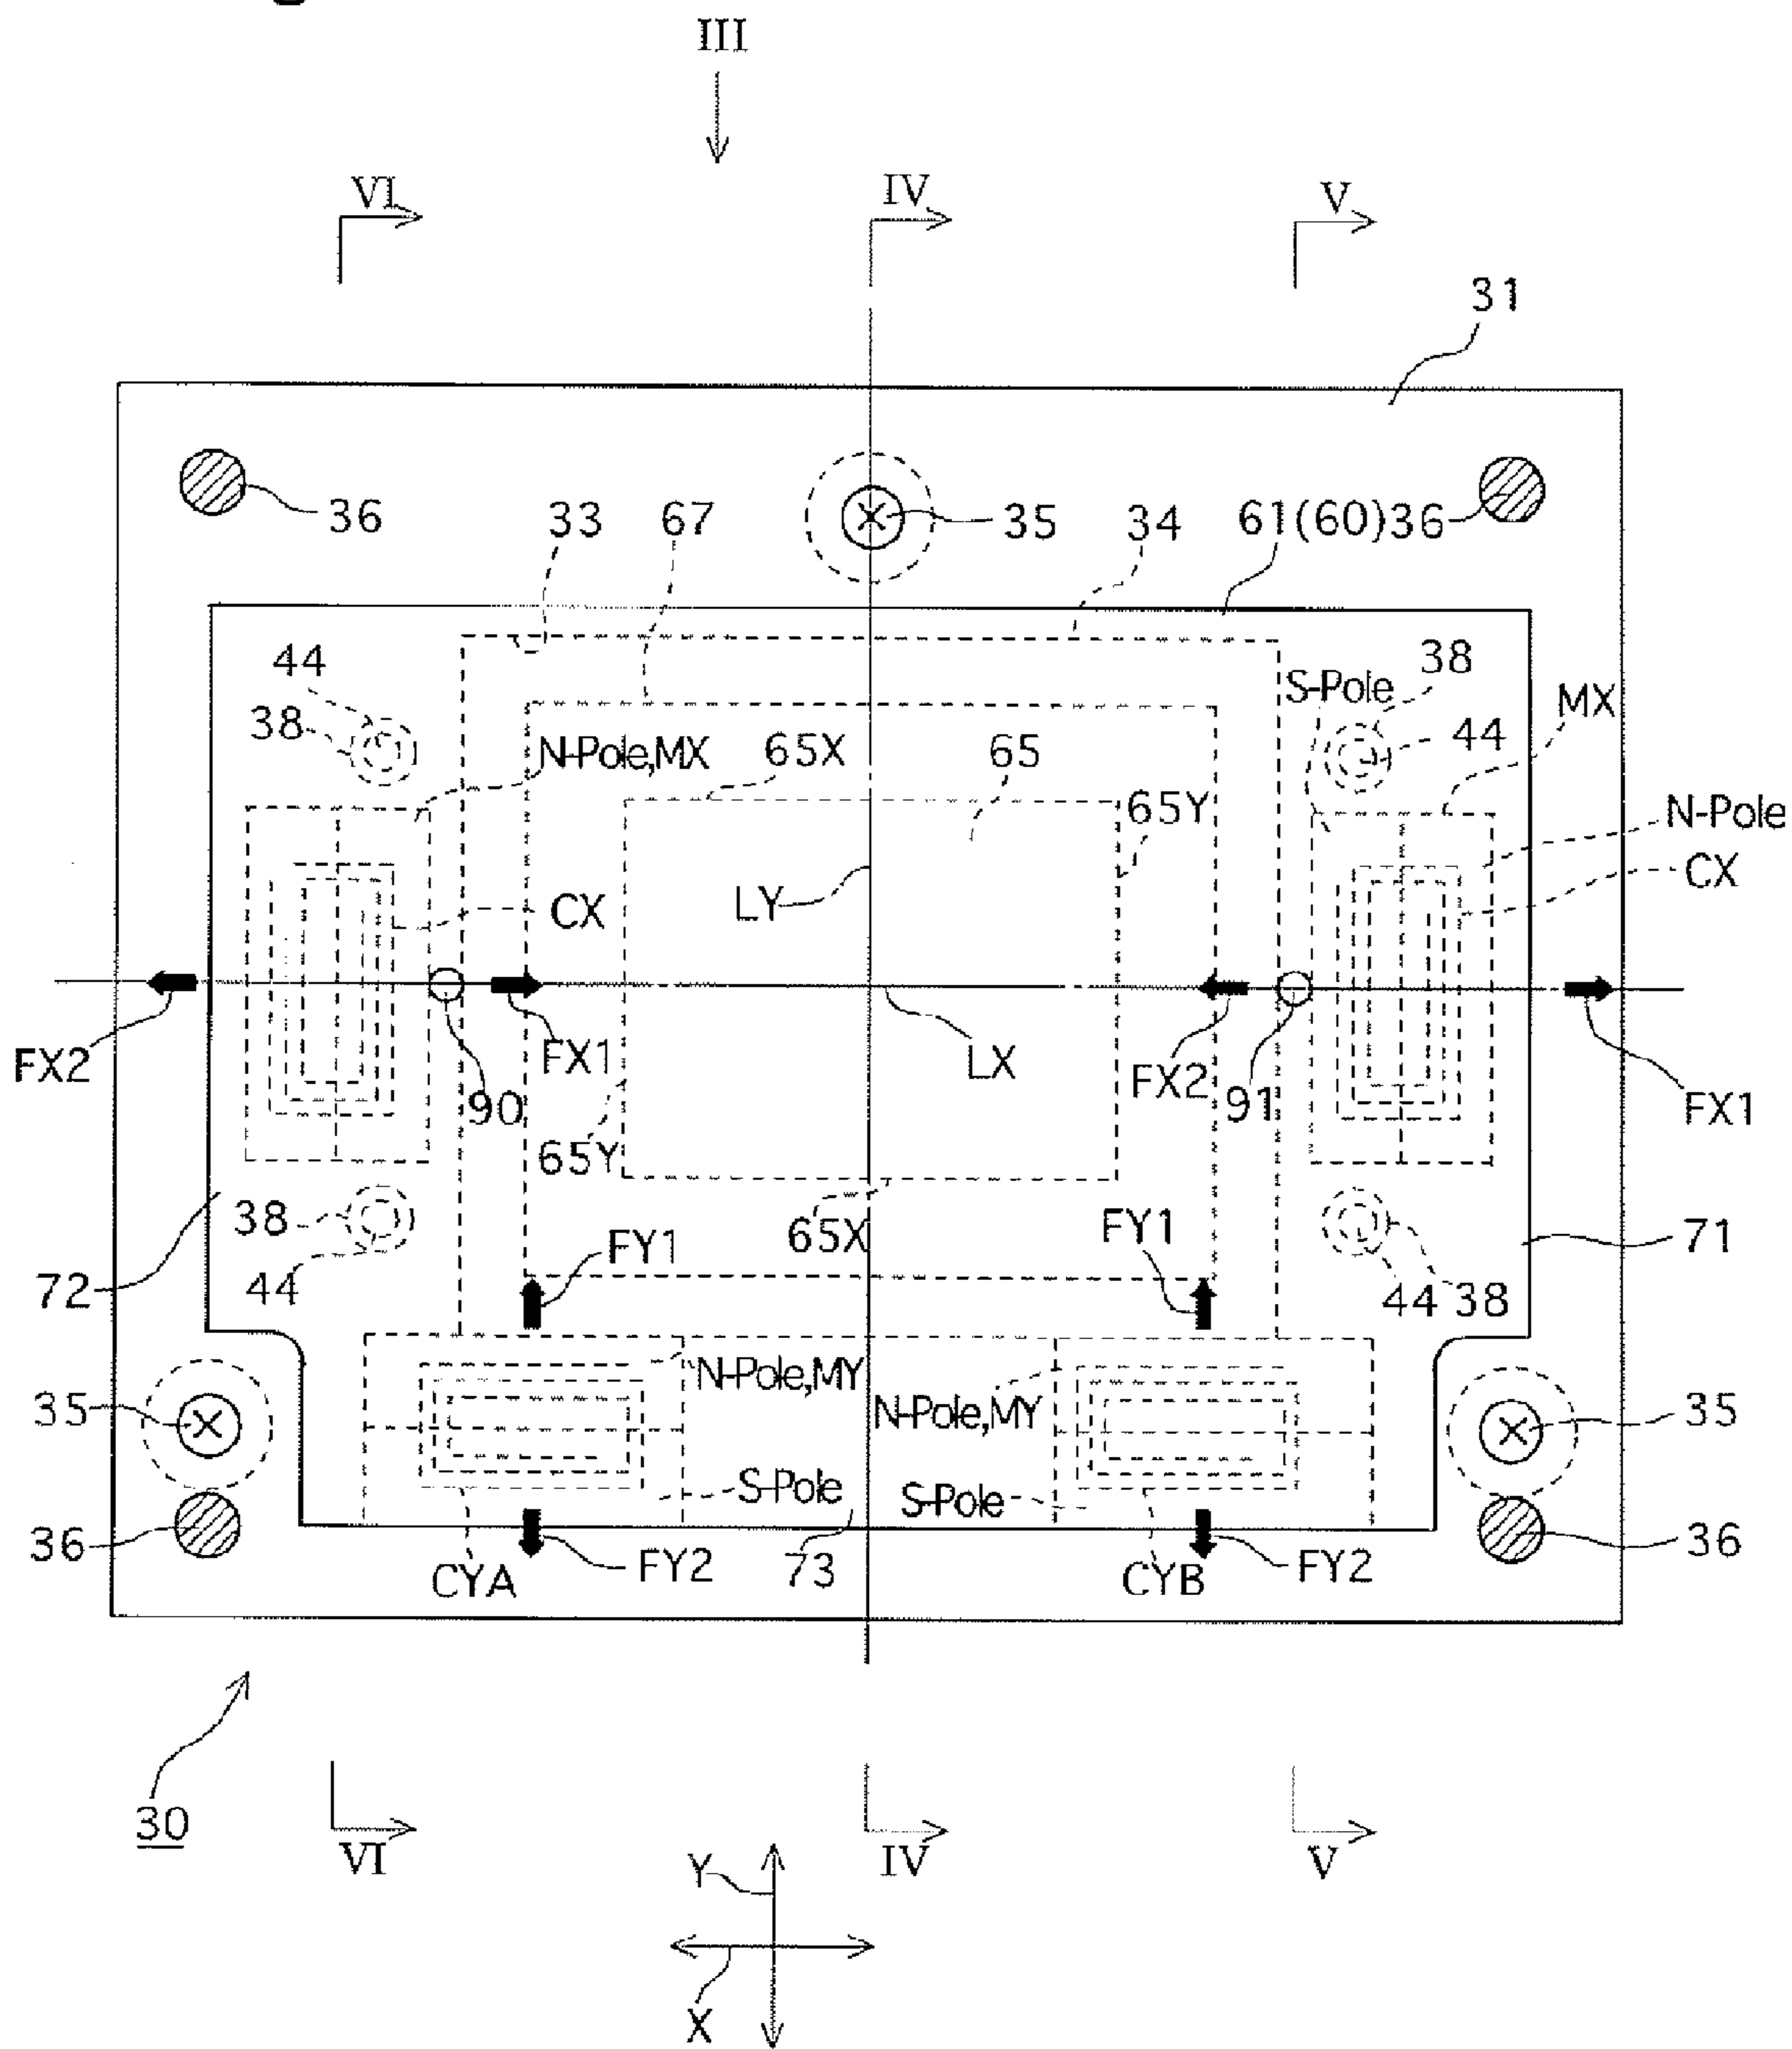 III
VI IV V
31
36 33 67 35 34 61(60) 36
44 S-Pole 38 MX
38 N-Pole,MX 65X 65 44
65Y N-Pole
CX LY CX
FX2 FX1 LX FX2 FX1
90 91
65Y
38 65X FY1 FY1 71
72 44 44 38
N-Pole,MY
35 N-Pole,MY 35
S-Pole S-Pole
36 CYA FY2 73 CYB FY2 36
30
VI IV V
Y
X